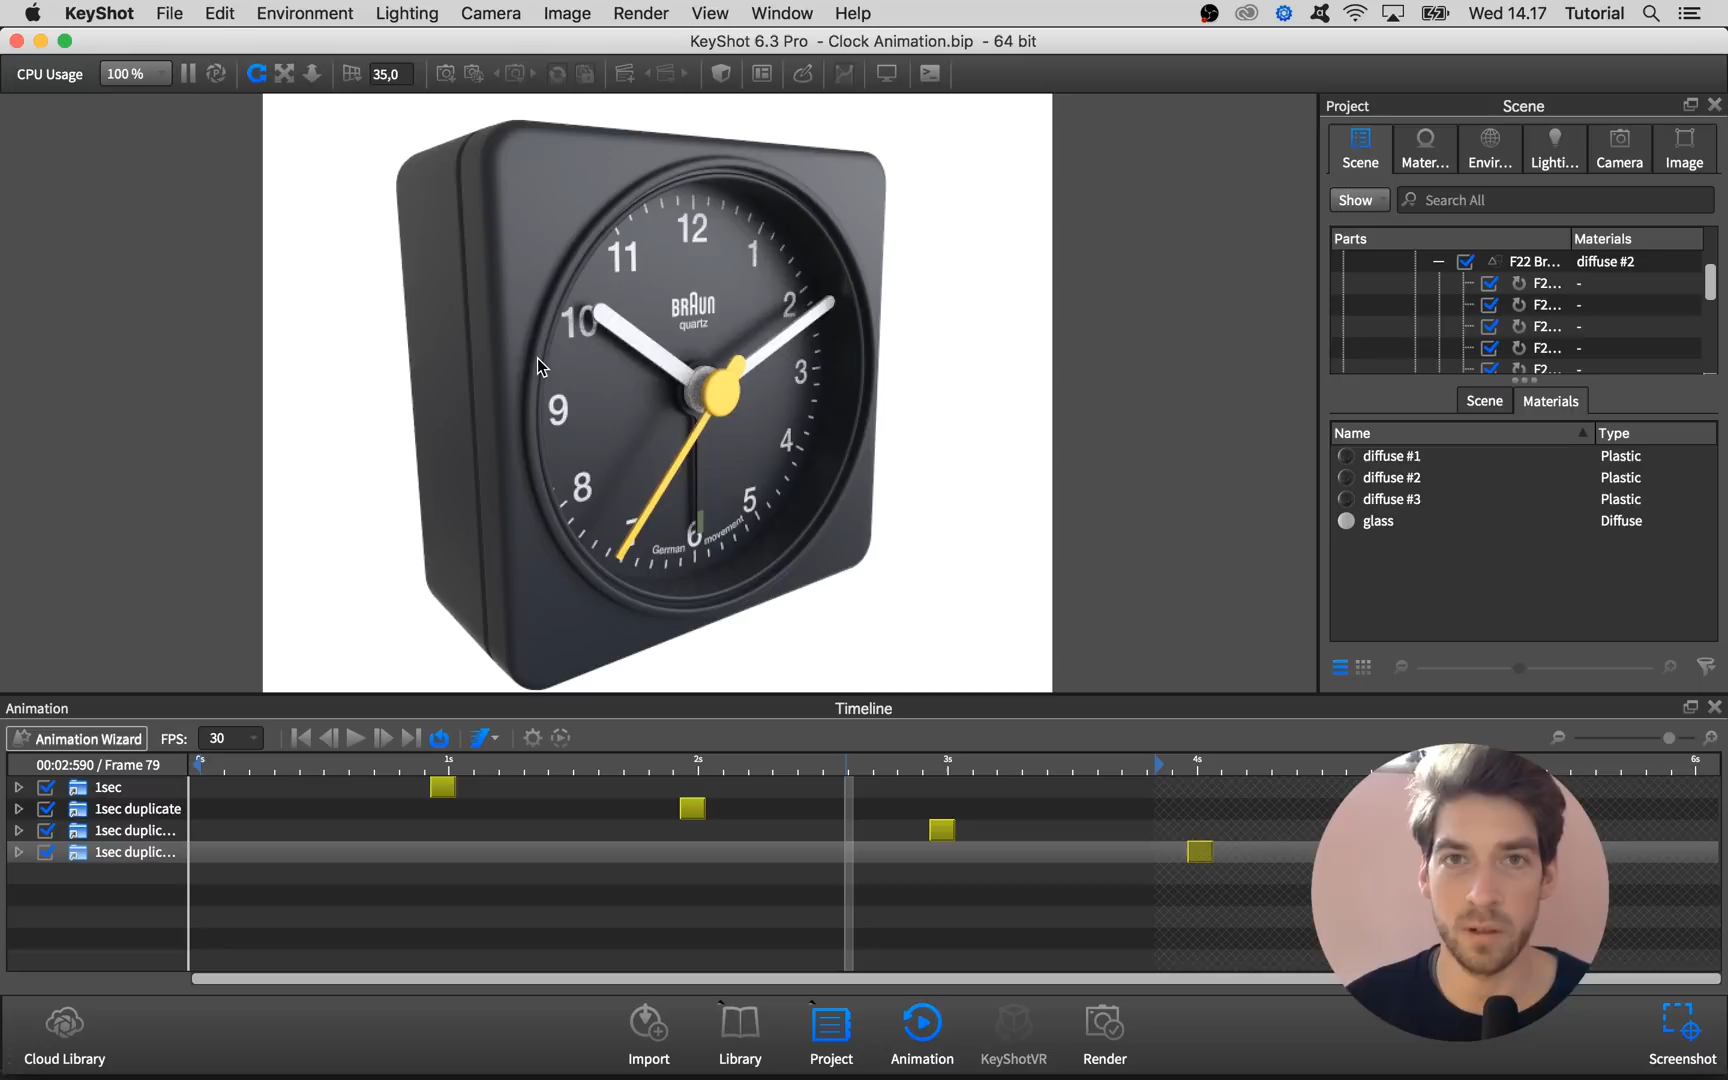 KeyShot File Edit Environment Lighting Camera Image Render View Window Help Wed 14.17 Tutorial
KeyShot 6.3 Pro - Clock Animation.bip - 64 bit
CPU Usage 100 % 35,0
Project Scene
Scene Mater... Envir... Lighti... Camera Image
Show Search All
Parts Materials
F22 Br... diffuse #2
F2... -
F2... -
F2... -
F2... -
F2... -
Scene Materials
Name Type
diffuse #1 Plastic
diffuse #2 Plastic
diffuse #3 Plastic
glass Diffuse
12
11 1
BRAUN
quartz
10 2
3
9
4
8
5
7 6
German movement
Animation Timeline
Animation Wizard FPS: 30
00:02:590 / Frame 79 0s 1s 2s 3s 4s 6s
1sec
1sec duplicate
1sec duplic...
1sec duplic...
Cloud Library Import Library Project Animation KeyShotVR Render Screenshot